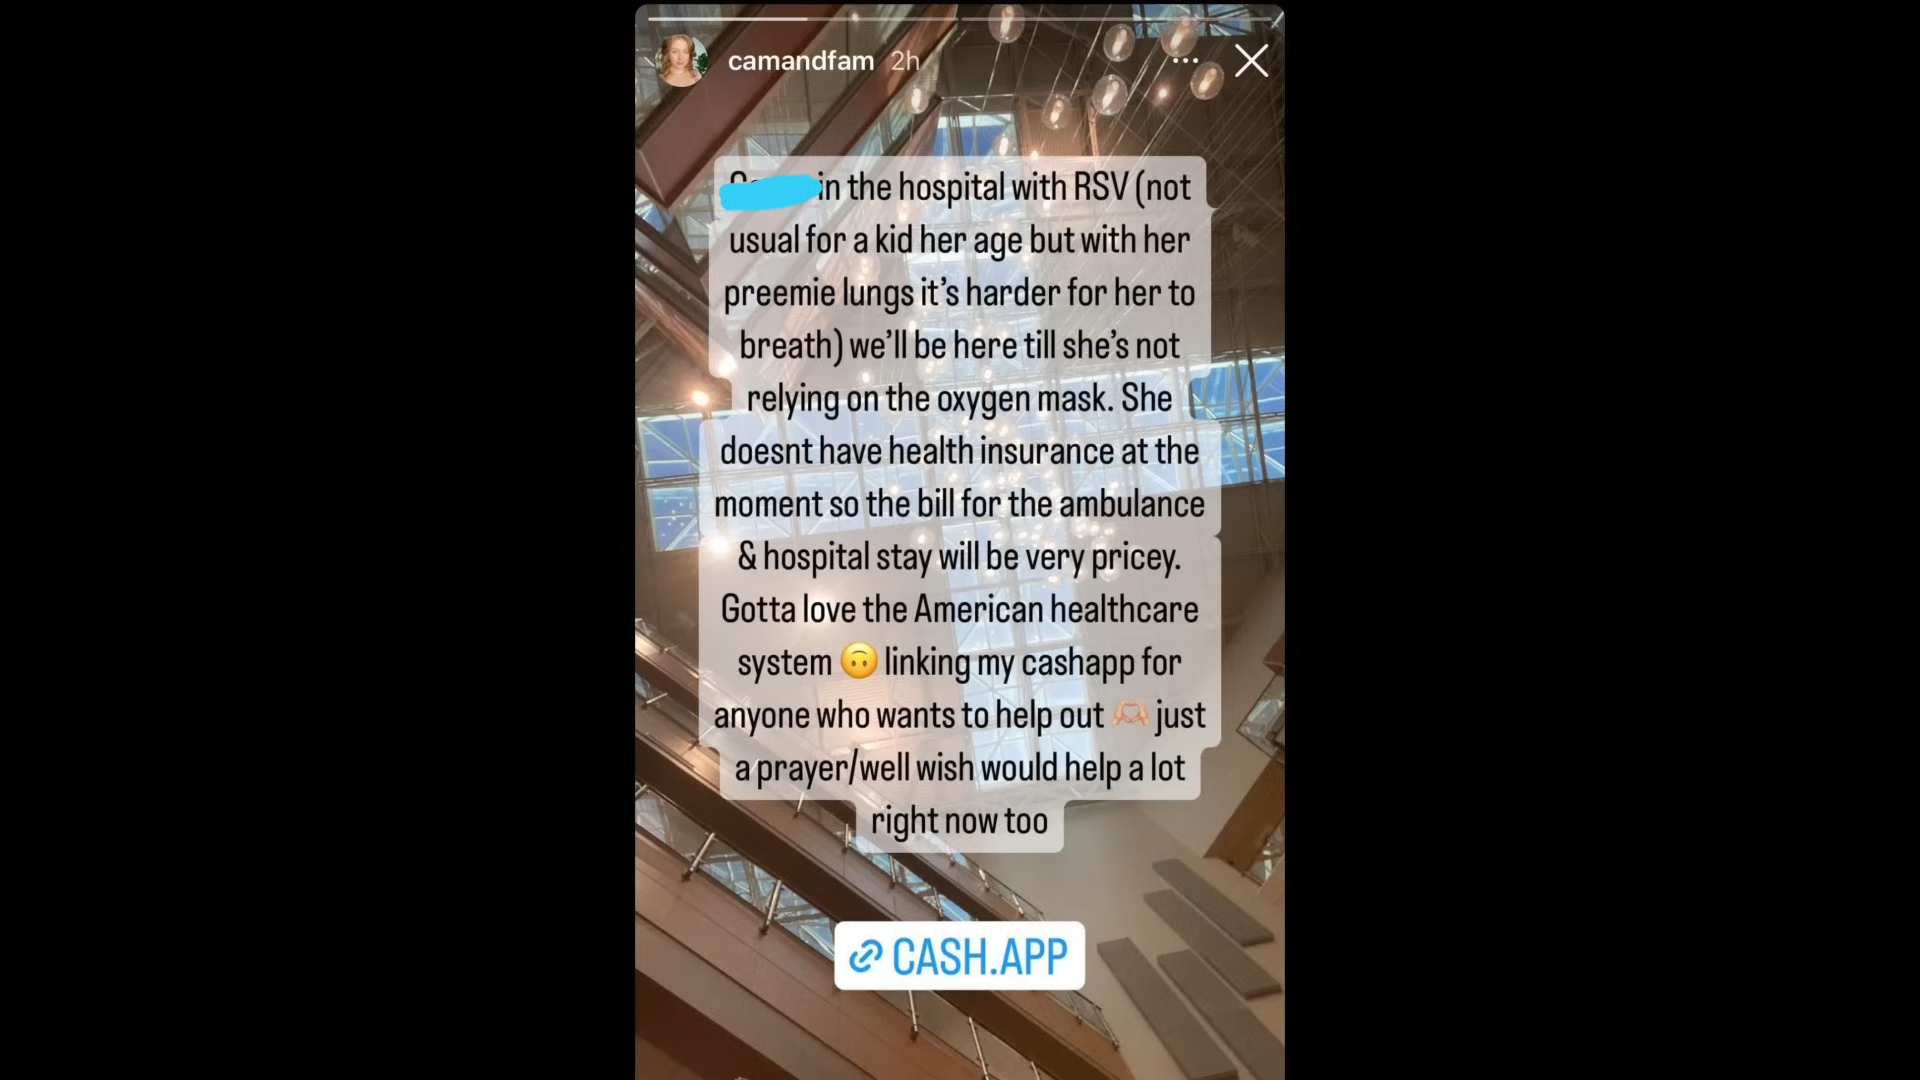 camandfam 2h
in the hospital with RSV (not
usual for a kid her age but with her
preemie lungs it's harder for her to
breath) we'll be here till she's not
relying on the oxygen mask. She
doesnt have health insurance at the
moment so the bill for the ambulance
& hospital stay will be very pricey.
Gotta love the American healthcare
system 🙃 linking my cashapp for
anyone who wants to help out 🫶🏼 just
a prayer/well wish would help a lot
right now too
CASH.APP